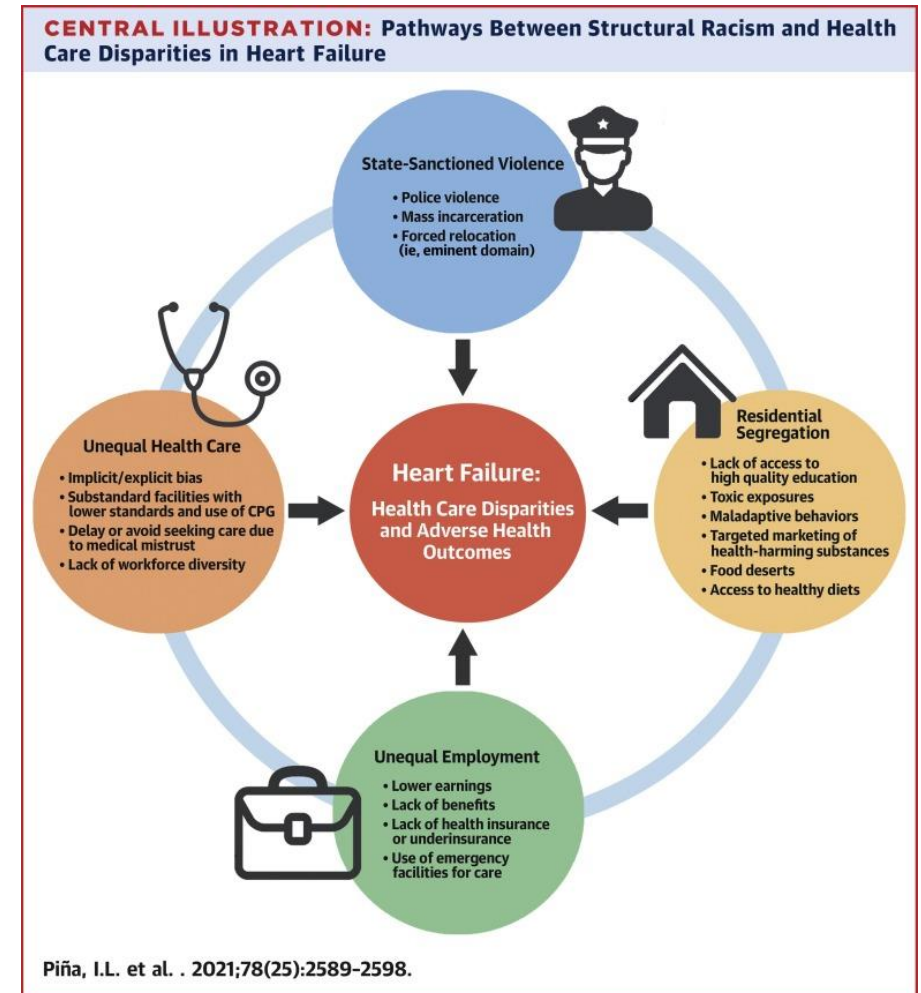 CENTRAL ILLUSTRATION: Pathways Between Structural Racism and Health
Care Disparities in Heart Failure
State-Sanctioned Violence
• Police violence
• Mass incarceration
• Forced relocation
(ie, eminent domain)
Unequal Health Care
• Implicit/explicit bias
• Substandard facilities with
lower standards and use of CPG
• Delay or avoid seeking care due
to medical mistrust
• Lack of workforce diversity
Heart Failure:
Health Care Disparities
and Adverse Health
Outcomes
Residential
Segregation
• Lack of access to
high quality education
• Toxic exposures
• Maladaptive behaviors
• Targeted marketing of
health-harming substances
• Food deserts
• Access to healthy diets
Unequal Employment
• Lower earnings
• Lack of benefits
• Lack of health insurance
or underinsurance
• Use of emergency
facilities for care
Piña, I.L. et al. . 2021;78(25):2589-2598.